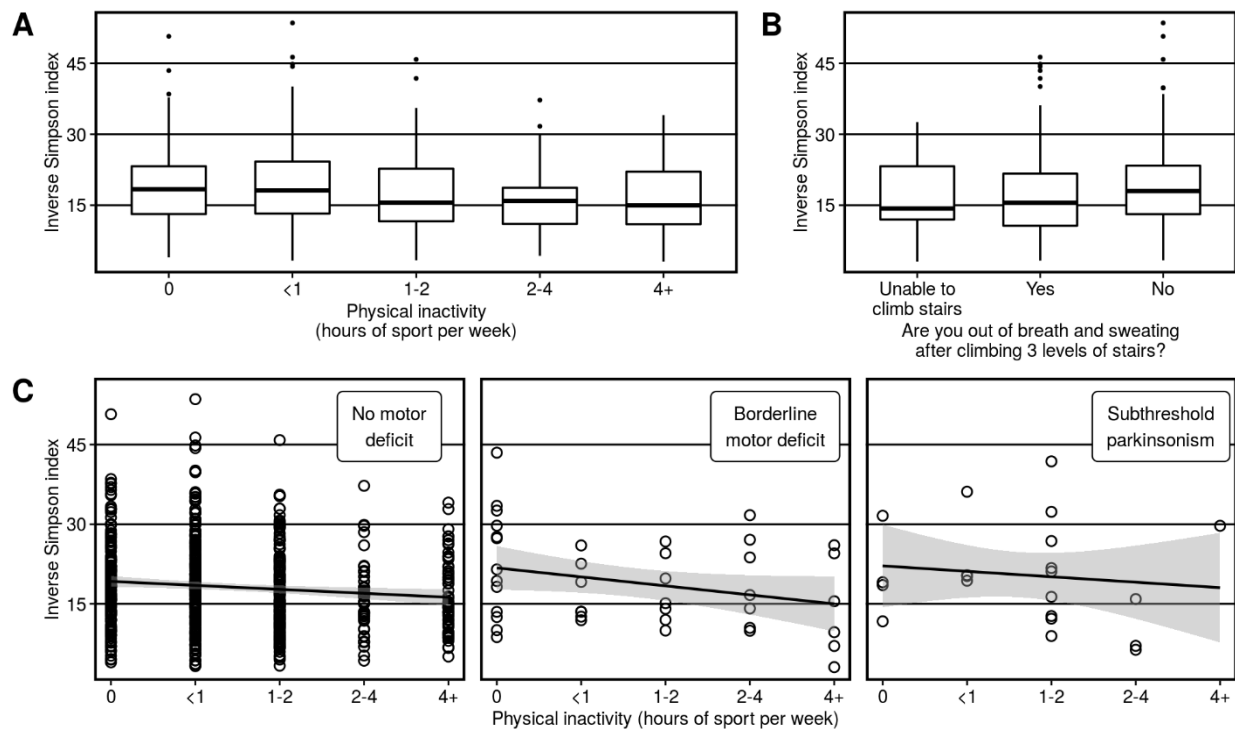 A
Inverse Simpson index
45
30
15
0
<1
1-2
2-4
4+
Physical inactivity
(hours of sport per week)
B
Inverse Simpson index
45
30
15
Unable to
climb stairs
Yes
No
Are you out of breath and sweating
after climbing 3 levels of stairs?
C
Inverse Simpson index
45
30
15
No motor
deficit
0
<1
1-2
2-4
4+
Borderline
motor deficit
0
<1
1-2
2-4
4+
Subthreshold
parkinsonism
0
<1
1-2
2-4
4+
Physical inactivity (hours of sport per week)